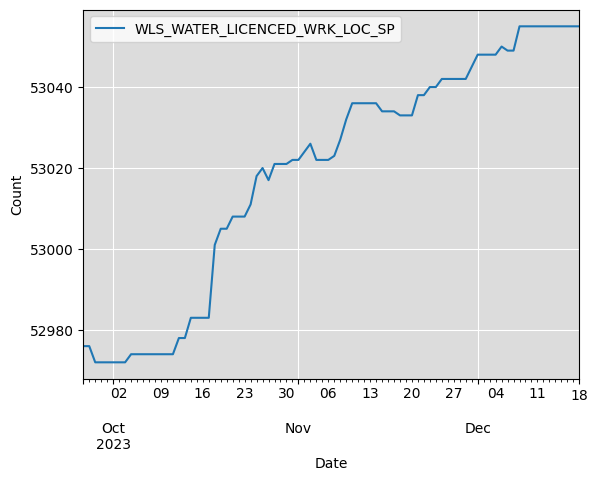 WLS_WATER_LICENCED_WRK_LOC_SP
53040
53020
53000
52980
Count
02 09 16 23 30 06 13 20 27 04 11 18
Oct Nov Dec
2023
Date